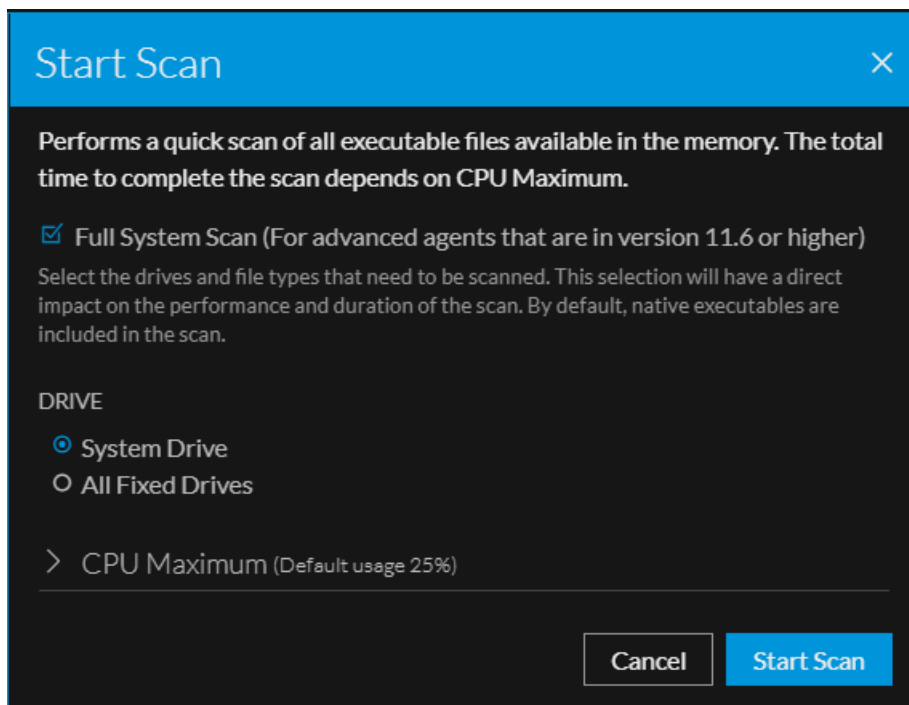 Start Scan
Performs a quick scan of all executable files available in the memory. The total
time to complete the scan depends on CPU Maximum.
Full System Scan (For advanced agents that are in version 11.6 or higher)
Select the drives and file types that need to be scanned. This selection will have a direct
impact on the performance and duration of the scan. By default, native executables are
included in the scan.
DRIVE
System Drive
All Fixed Drives
CPU Maximum (Default usage 25%)
Cancel Start Scan